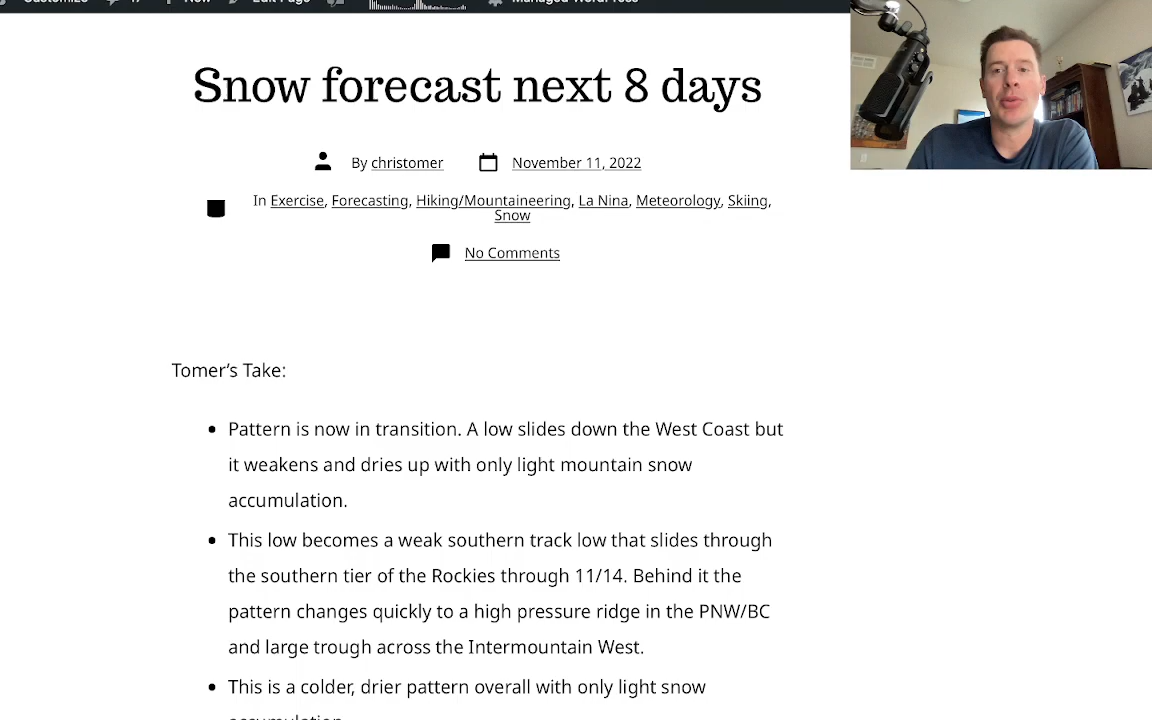 Customize
New
Edit Page
Managed WordPress
Snow forecast next 8 days
By christomer
November 11, 2022
In Exercise, Forecasting, Hiking/Mountaineering, La Nina, Meteorology, Skiing,
Snow
No Comments
Tomer’s Take:
• Pattern is now in transition. A low slides down the West Coast but
it weakens and dries up with only light mountain snow
accumulation.
• This low becomes a weak southern track low that slides through
the southern tier of the Rockies through 11/14. Behind it the
pattern changes quickly to a high pressure ridge in the PNW/BC
and large trough across the Intermountain West.
• This is a colder, drier pattern overall with only light snow
accumulation.